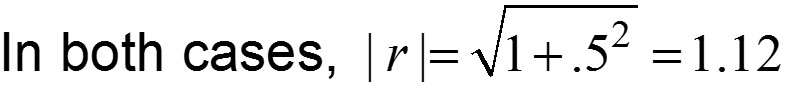 In both cases, |r|=√1+.5² =1.12